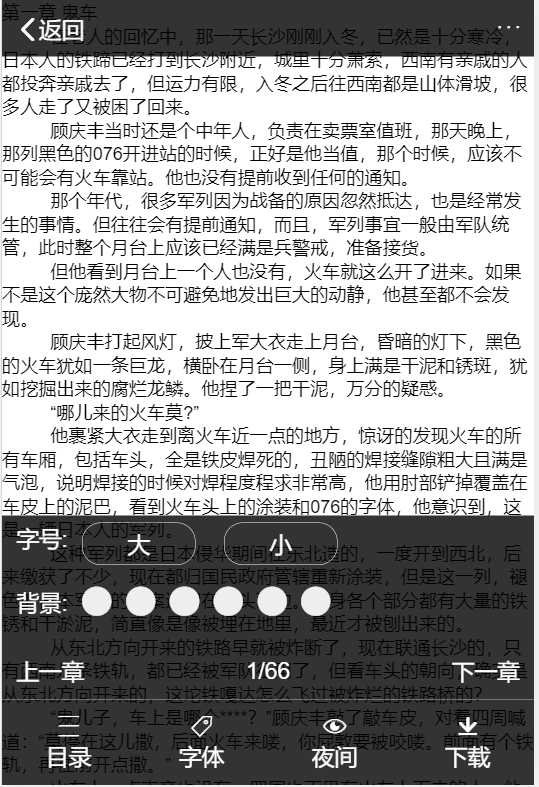 第一章 鬼车
返回
...
人的回忆中，那一天长沙刚刚入冬，已然是十分寒冷，
日本人的铁蹄已经打到长沙附近，城里十分萧索，西南有亲戚的人
都投奔亲戚去了，但运力有限，入冬之后往西南都是山体滑坡，很
多人走了又被困了回来。
顾庆丰当时还是个中年人，负责在卖票室值班，那天晚上，
那列黑色的076开进站的时候，正好是他当值，那个时候，应该不
可能会有火车靠站。他也没有提前收到任何的通知。
那个年代，很多军列因为战备的原因忽然抵达，也是经常发
生的事情。但往往会有提前通知，而且，军列事宜一般由军队统
管，此时整个月台上应该已经满是兵警戒，准备接货。
但他看到月台上一个人也没有，火车就这么开了进来。如果
不是这个庞然大物不可避免地发出巨大的动静，他甚至都不会发
现。
顾庆丰打起风灯，披上军大衣走上月台，昏暗的灯下，黑色
的火车犹如一条巨龙，横卧在月台一侧，身上满是干泥和锈斑，犹
如挖掘出来的腐烂龙鳞。他捏了一把干泥，万分的疑惑。
“哪儿来的火车莫?”
他裹紧大衣走到离火车近一点的地方，惊讶的发现火车的所
有车厢，包括车头，全是铁皮焊死的，丑陋的焊接缝隙粗大且满是
气泡，说明焊接的时候对焊程度程求非常高，他用肘部铲掉覆盖在
车皮上的泥巴，看到火车头上的涂装和076的字体，他意识到，这
是一辆日本人的军列。
字号: 大 小
这种军列都是日本侵华期间在东北造的，一度开到西北，后
来缴获了不少，现在都归国民政府管辖重新涂装，但是这一列，褪
背景:
各个部分都有大量的铁
锈和干淤泥，简直像是像被埋在地里，最近才被刨出来的。
从东北方向开来的铁路早就被炸断了，现在联通长沙的，只
上一章 1/66 下一章
条铁轨，都已经被军队
了，但看车头的朝向
从东北方向开来的，这坨铁嘎达怎么飞过被炸烂的铁路桥的?
“鬼儿子，车上是哪个****？”顾庆丰敲了敲车皮，对着四周喊
道：“莫停在这儿撒，后面火车来喽，你屁敦要被咬喽。前面有个铁
目录 字体 夜间 下载
轨，再往前开点撒。”